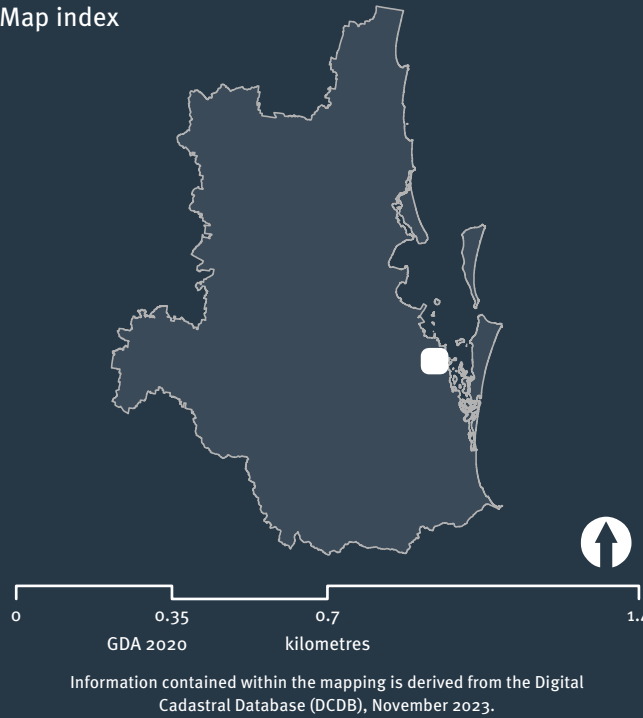 Map index
0 0.35 0.7
GDA 2020 kilometres
Information contained within the mapping is derived from the Digital
Cadastral Database (DCDB), November 2023.